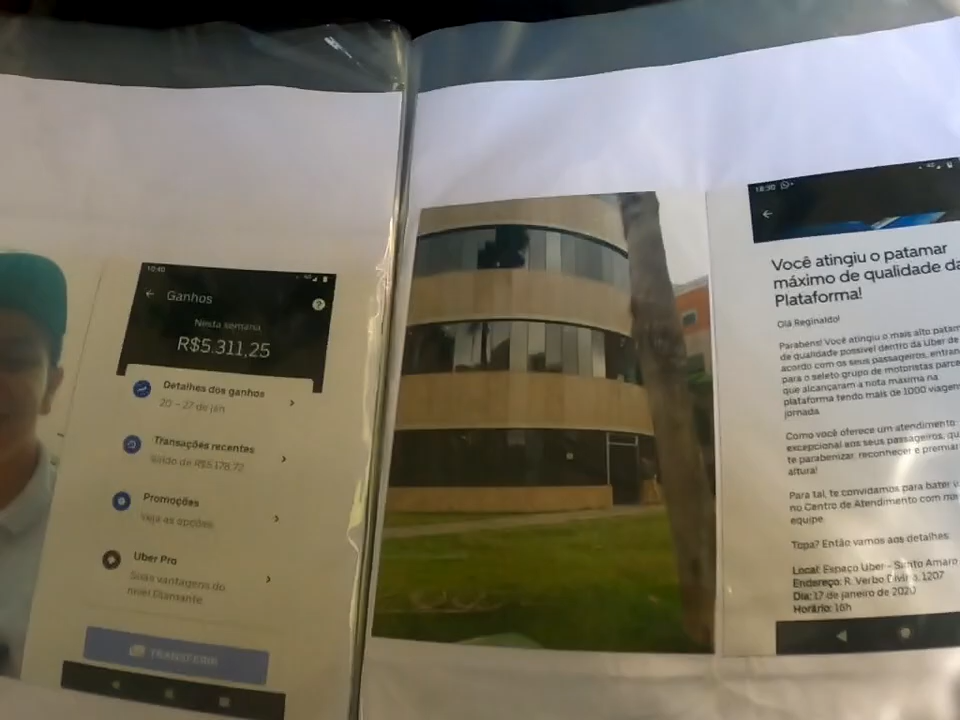 10:40
4G
Ganhos
?
Nesta semana
R$5.311,25
Detalhes dos ganhos
20 – 27 de jan
Transações recentes
Saldo de R$5.178,72
Promoções
Veja as opções
Uber Pro
Suas vantagens do
nível Diamante
TRANSFERIR
18:30
4G
Você atingiu o patamar
máximo de qualidade da
Plataforma!
Olá Reginaldo!
Parabéns! Você atingiu o mais alto patam
de qualidade possível dentro da Uber de
acordo com os seus passageiros, entran
para o seleto grupo de motoristas parce
que alcançaram a nota máxima na
plataforma tendo mais de 1000 viagen
jornada
Como você oferece um atendimento
excepcional aos seus passageiros, qu
te parabenizar, reconhecer e premiar
altura!
Para tal, te convidamos para bater
no Centro de Atendimento com
equipe
Topa? Então vamos aos detalhes
Local: Espaço Uber - Santo Amaro
Endereço: R. Verbo Divino, 1207
Dia: 17 de janeiro de 2020
Horário: 16h